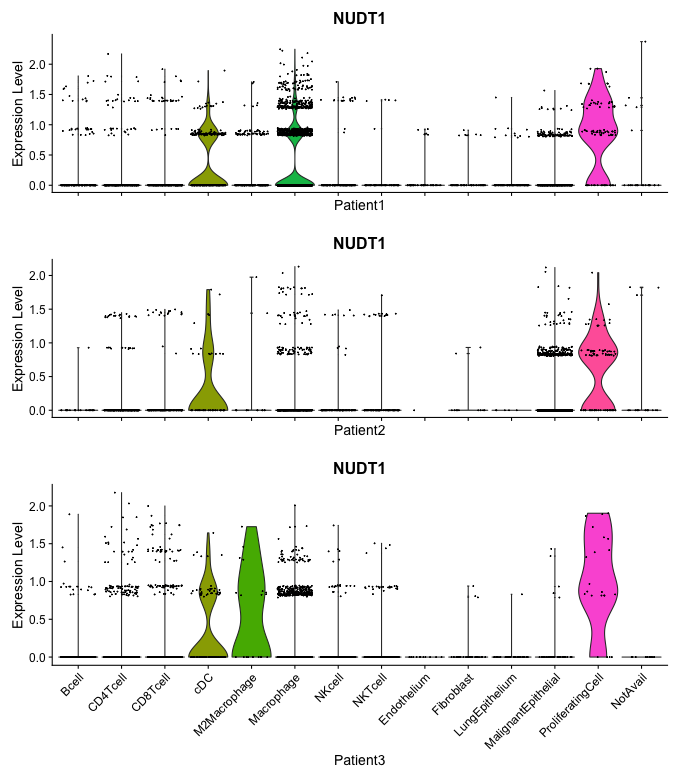 NUDT1
Expression Level
2.0
1.5
1.0
0.5
0.0
Patient1
NUDT1
Expression Level
2.0
1.5
1.0
0.5
0.0
Patient2
NUDT1
Expression Level
2.0
1.5
1.0
0.5
0.0
Bcell
CD4Tcell
CD8Tcell
cDC
M2Macrophage
Macrophage
NKcell
NKTcell
Endothelium
Fibroblast
LungEpithelium
MalignantEpithelial
ProliferatingCell
NotAvail
Patient3